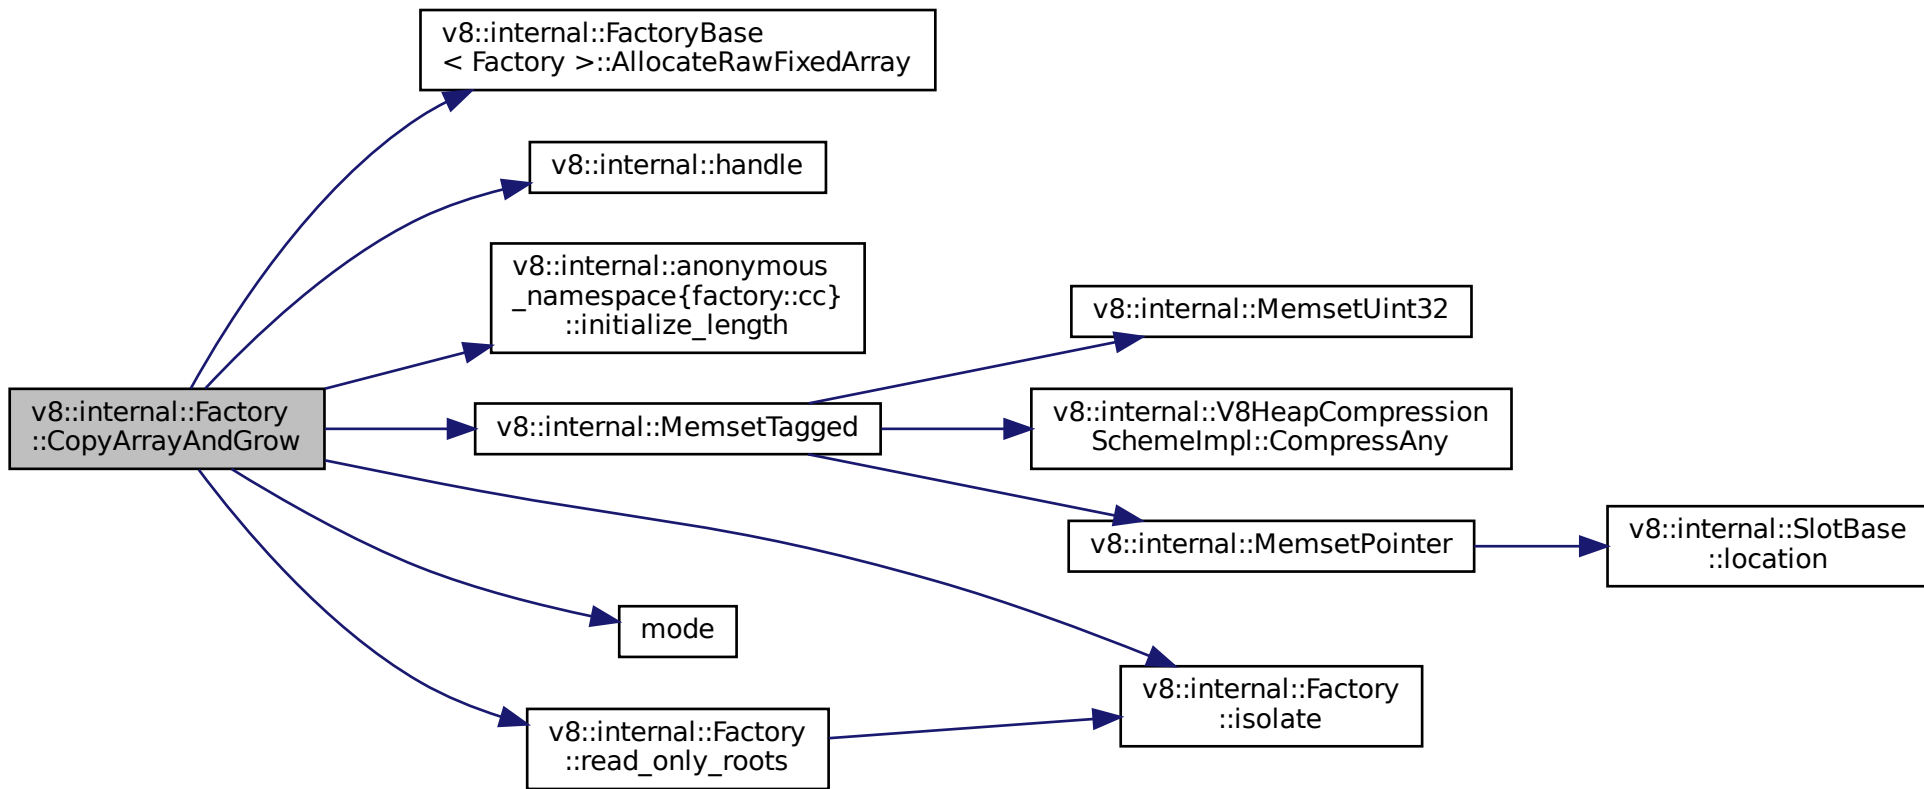 v8::internal::FactoryBase
< Factory >::AllocateRawFixedArray
v8::internal::handle
v8::internal::anonymous
_namespace{factory::cc}
::initialize_length
v8::internal::MemsetUint32
v8::internal::Factory
::CopyArrayAndGrow
v8::internal::MemsetTagged
v8::internal::V8HeapCompression
SchemeImpl::CompressAny
v8::internal::MemsetPointer
v8::internal::SlotBase
::location
mode
v8::internal::Factory
::isolate
v8::internal::Factory
::read_only_roots